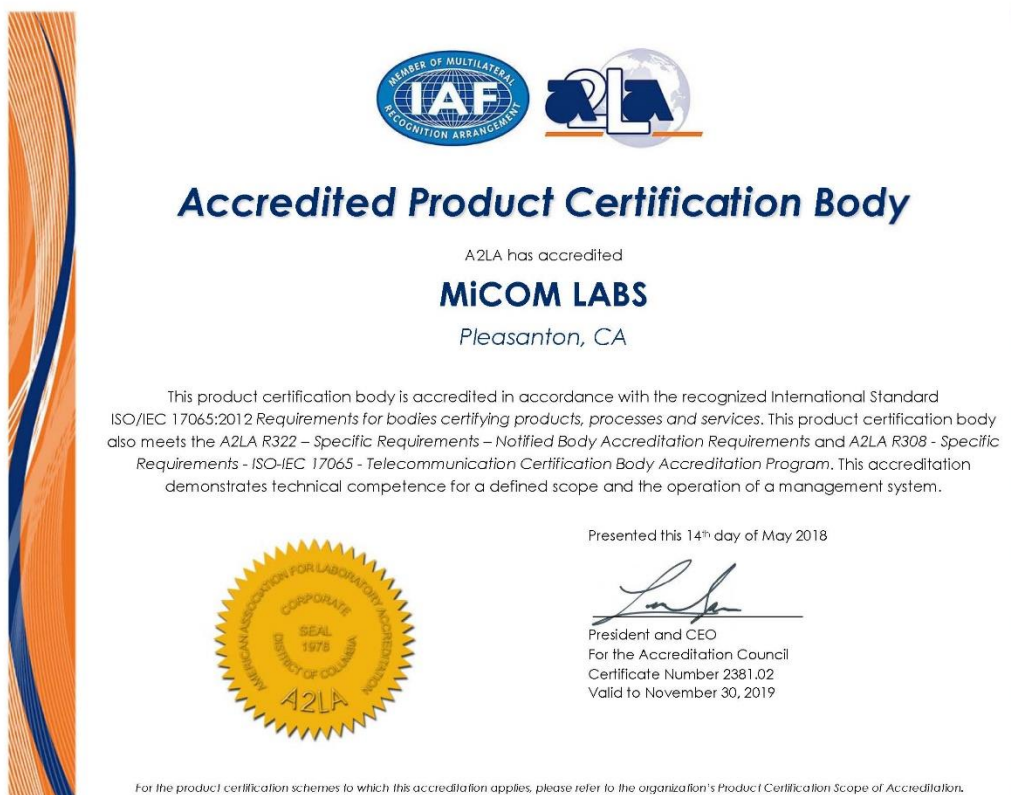 MEMBER OF MULTILATERAL
IAF
RECOGNITION ARRANGEMENT
a2La
Accredited Product Certification Body
A2LA has accredited
MiCOM LABS
Pleasanton, CA
This product certification body is accredited in accordance with the recognized International Standard
ISO/IEC 17065:2012 Requirements for bodies certifying products, processes and services. This product certification body
also meets the A2LA R322 – Specific Requirements – Notified Body Accreditation Requirements and A2LA R308 - Specific
Requirements - ISO-IEC 17065 - Telecommunication Certification Body Accreditation Program. This accreditation
demonstrates technical competence for a defined scope and the operation of a management system.
Presented this 14th day of May 2018
President and CEO
For the Accreditation Council
Certificate Number 2381.02
Valid to November 30, 2019
AMERICAN ASSOCIATION FOR LABORATORY ACCREDITATION
CORPORATE
SEAL
1978
DISTRICT OF COLUMBIA
A2LA
For the product certification schemes to which this accreditation applies, please refer to the organization's Product Certification Scope of Accreditation.